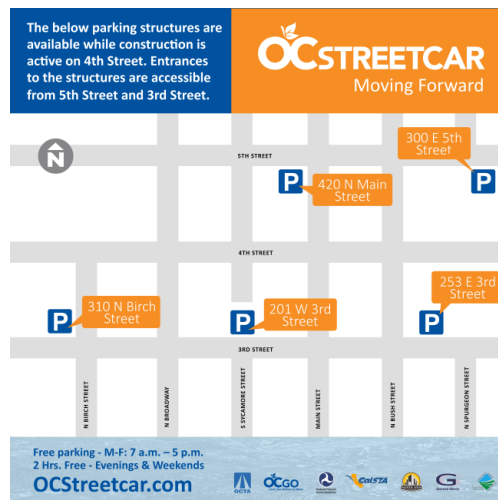 The below parking structures are
available while construction is
active on 4th Street. Entrances
to the structures are accessible
from 5th Street and 3rd Street.
OCSTREETCAR
Moving Forward
N
5TH STREET
300 E 5th
Street
P
P
420 N Main
Street
4TH STREET
253 E 3rd
Street
310 N Birch
Street
201 W 3rd
Street
P
P
P
3RD STREET
N BIRCH STREET
N BROADWAY
S SYCAMORE STREET
MAIN STREET
N BUSH STREET
N SPURGEON STREET
Free parking - M-F: 7 a.m. – 5 p.m.
2 Hrs. Free - Evenings & Weekends
OCStreetcar.com
OCTA
OCGO
CalSTA
G